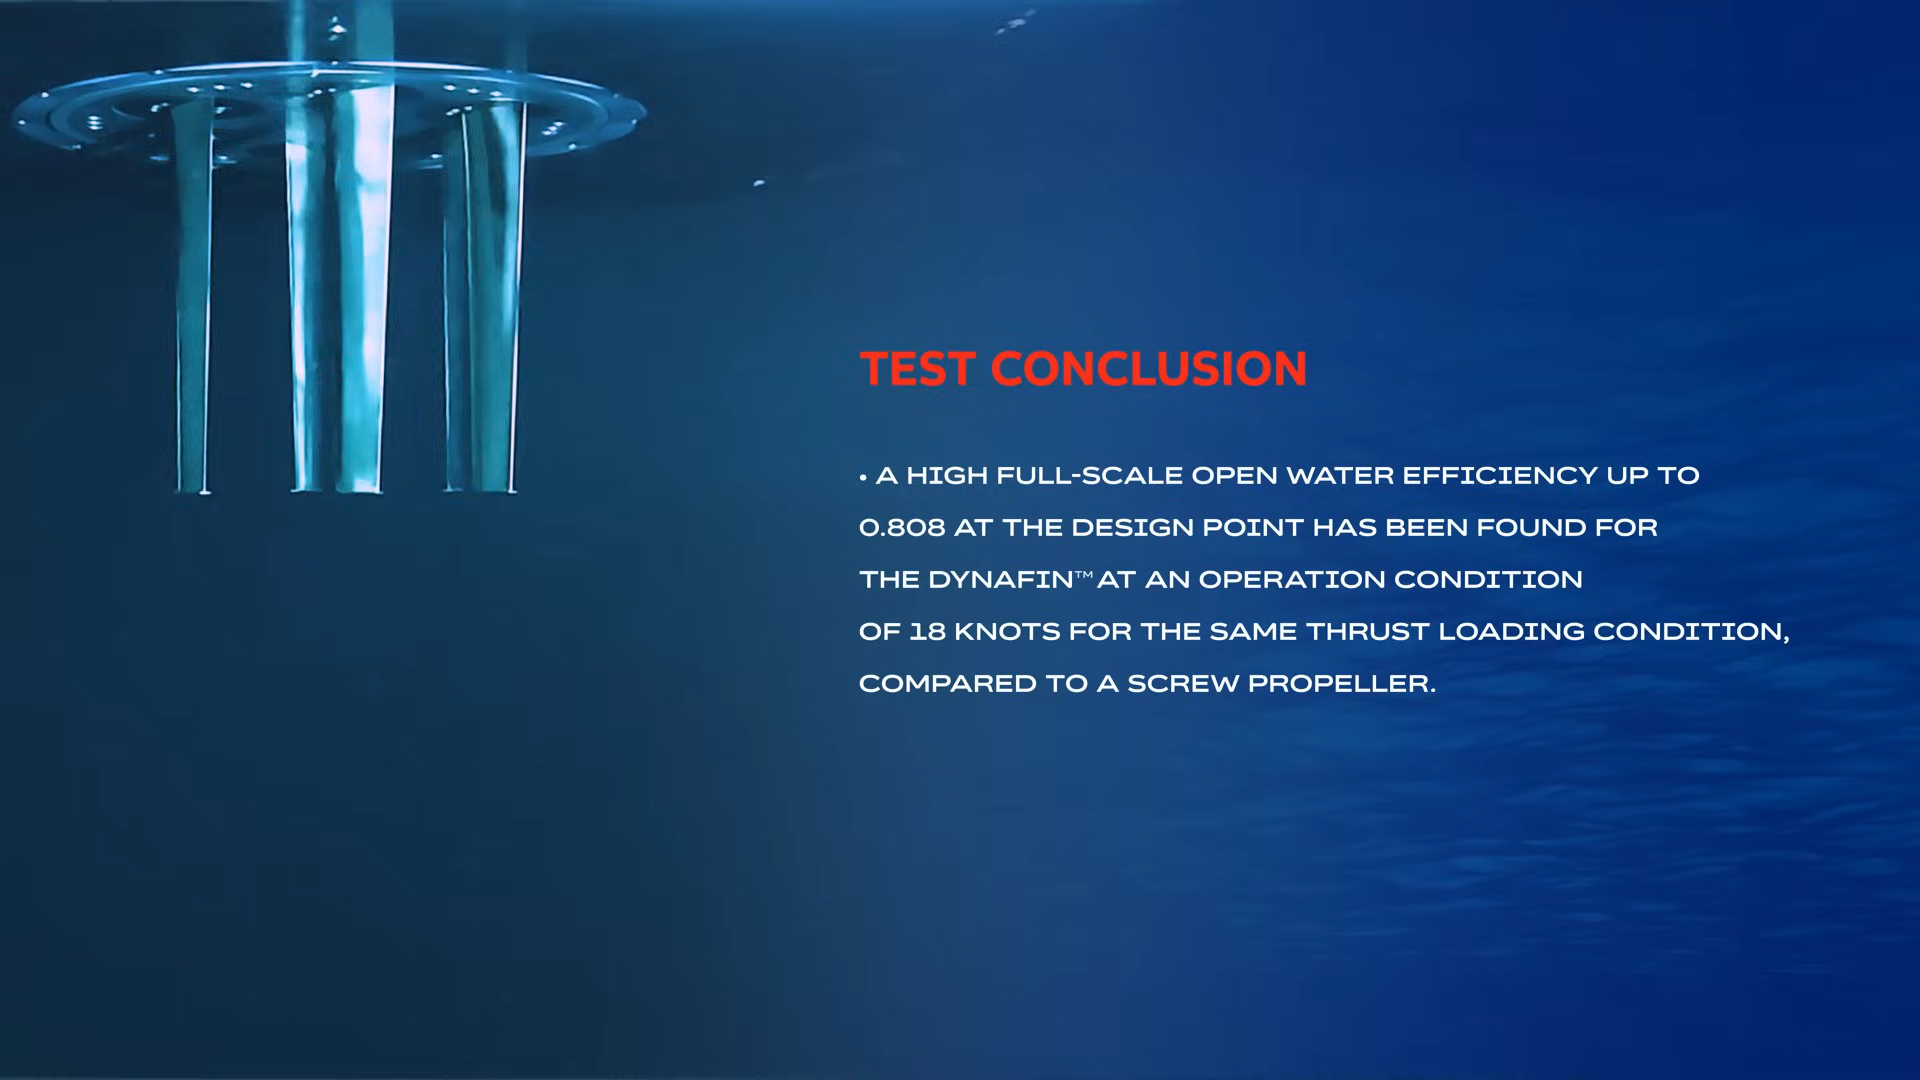 TEST CONCLUSION
• A HIGH FULL-SCALE OPEN WATER EFFICIENCY UP TO
0.808 AT THE DESIGN POINT HAS BEEN FOUND FOR
THE DYNAFIN™ AT AN OPERATION CONDITION
OF 18 KNOTS FOR THE SAME THRUST LOADING CONDITION,
COMPARED TO A SCREW PROPELLER.